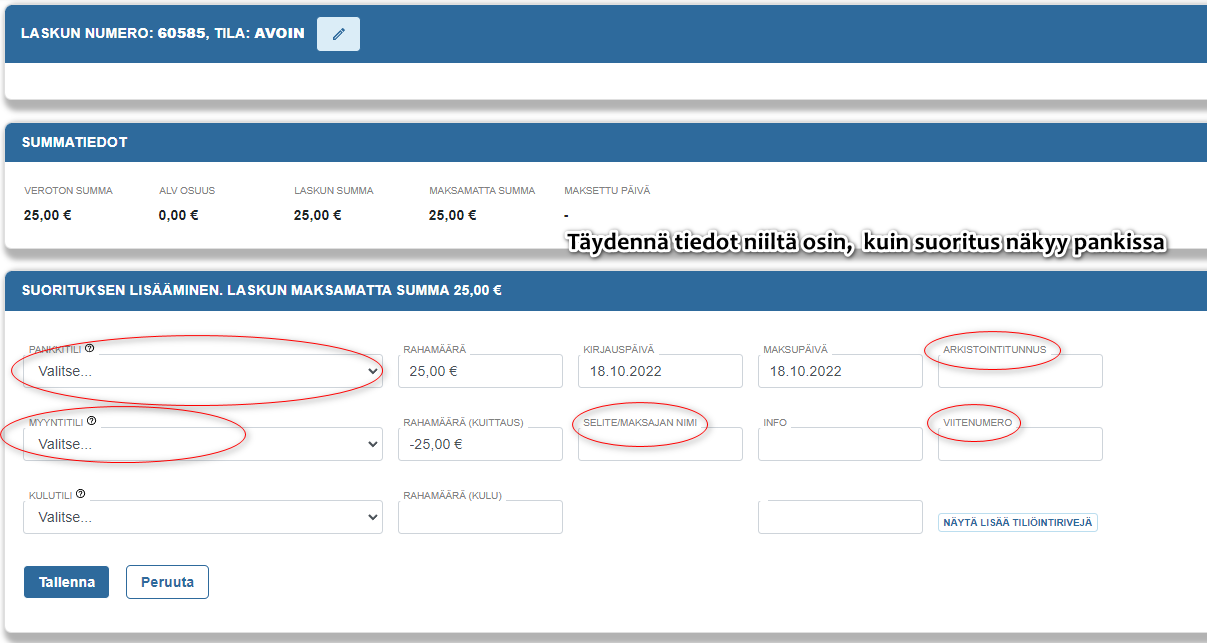 LASKUN NUMERO: 60585, TILA: AVOIN
SUMMATIEDOT
VEROTON SUMMA ALV OSUUS LASKUN SUMMA MAKSAMATTA SUMMA MAKSETTU PÄIVÄ
25,00 € 0,00 € 25,00 € 25,00 € -
Täydennä tiedot niiltä osin, kuin suoritus näkyy pankissa
SUORITUKSEN LISÄÄMINEN. LASKUN MAKSAMATTA SUMMA 25,00 €
PANKKITILI RAHAMÄÄRÄ KIRJAUSPÄIVÄ MAKSUPÄIVÄ ARKISTOINTITUNNUS
Valitse... 25,00 € 18.10.2022 18.10.2022
MYYNTITILI RAHAMÄÄRÄ (KUITTAUS) SELITE/MAKSAJAN NIMI INFO VIITENUMERO
Valitse... -25,00 €
KULUTILI RAHAMÄÄRÄ (KULU)
Valitse... NÄYTÄ LISÄÄ TILIÖINTIRIVEJÄ
Tallenna Peruuta